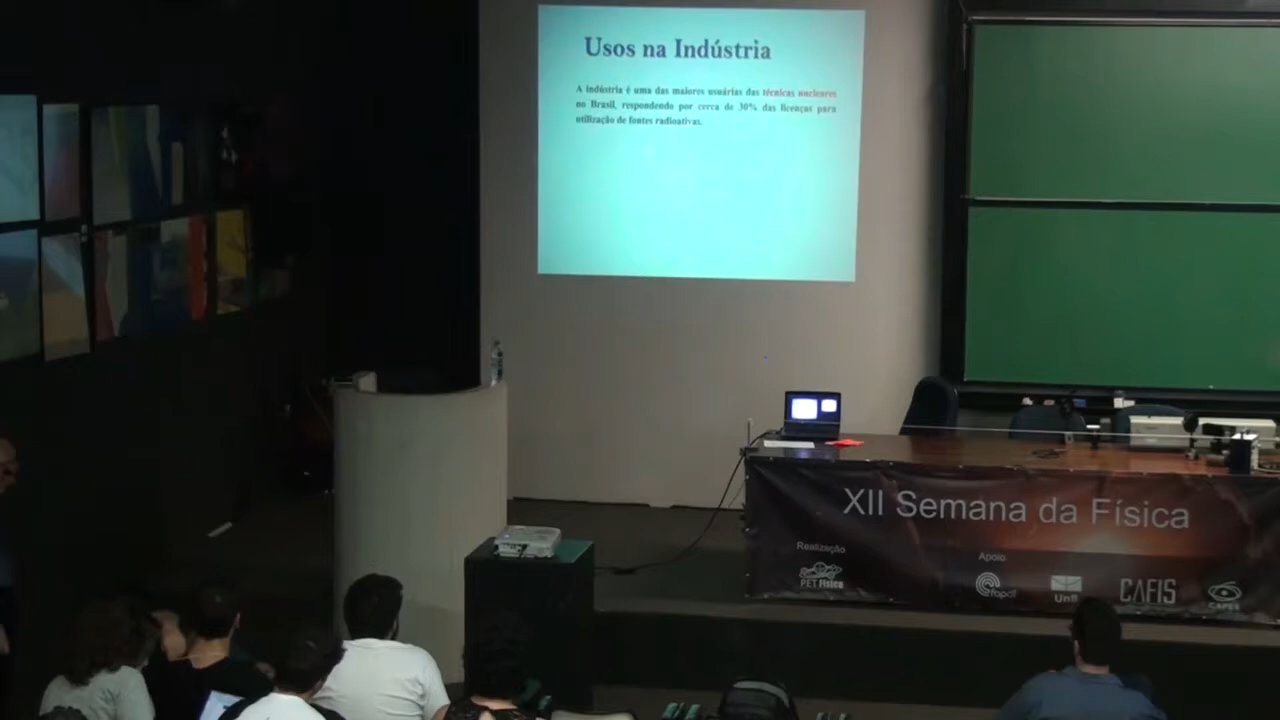 Usos na Indústria
A indústria é uma das maiores usuárias das técnicas nucleares
no Brasil, respondendo por cerca de 30% das licenças para
utilização de fontes radioativas.
XII Semana da Física
Realização
Apoio
PET Física
fapdf
UnB
CAFIS
CAPES